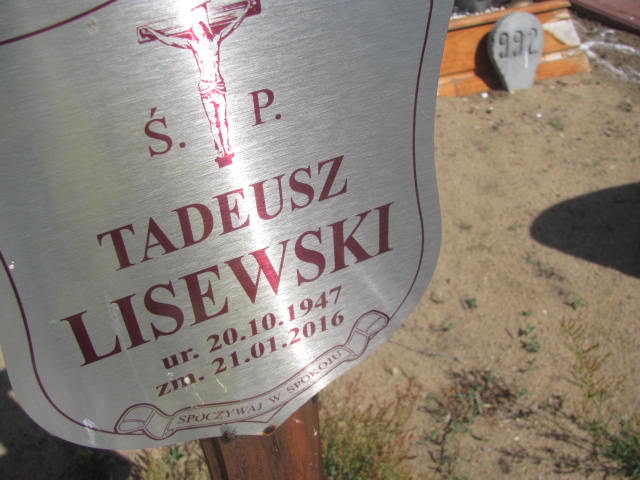 992
Ś. P.
TADEUSZ
LISEWSKI
ur. 20.10.1947
zm. 21.01.2016
SPOCZYWAJ W SPOKOJU